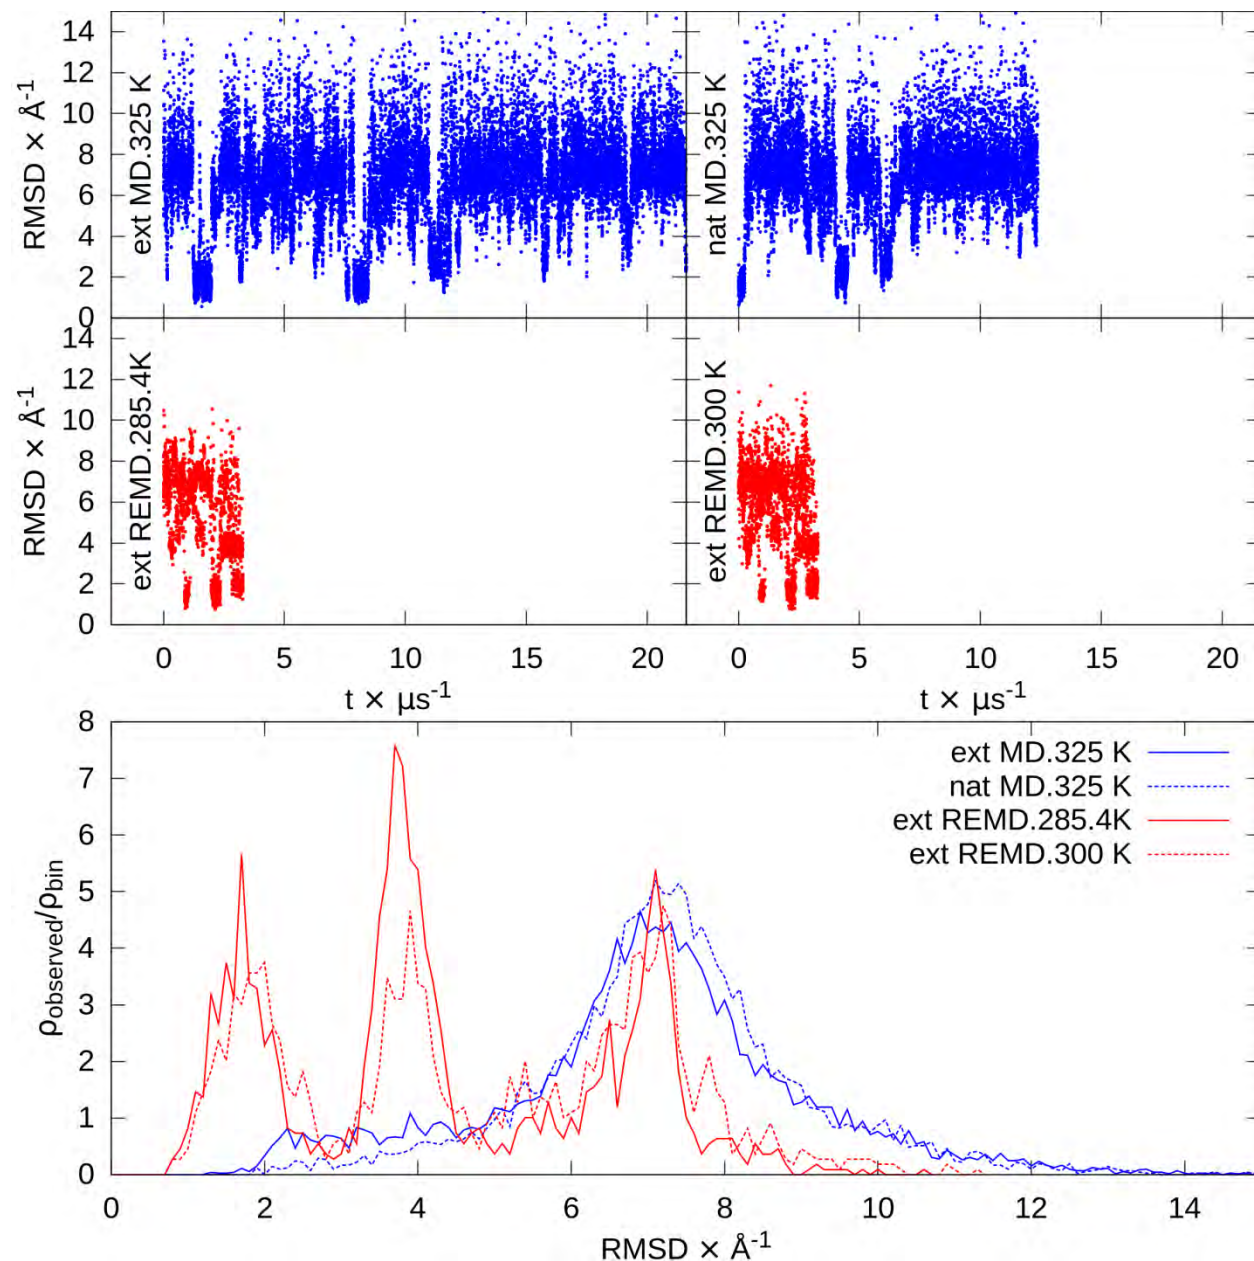 14
12
10
8
6
4
2
0
RMSD × Å⁻¹
ext MD.325 K
nat MD.325 K
14
12
10
8
6
4
2
0
RMSD × Å⁻¹
ext REMD.285.4K
ext REMD.300 K
0 5 10 15 20 0 5 10 15 20
t × µs⁻¹ t × µs⁻¹
8
7
6
5
4
3
2
1
0
ρobserved/ρbin
ext MD.325 K
nat MD.325 K
ext REMD.285.4K
ext REMD.300 K
0 2 4 6 8 10 12 14
RMSD × Å⁻¹